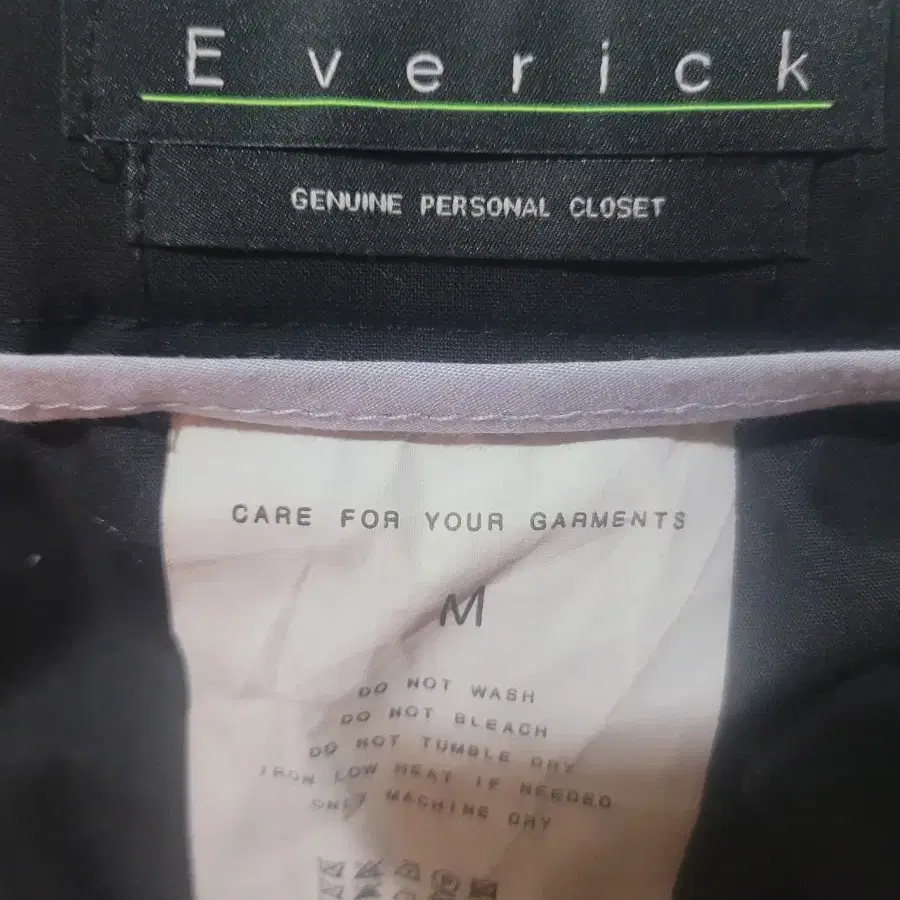 Everick
GENUINE PERSONAL CLOSET
CARE FOR YOUR GARMENTS
M
DO NOT WASH
DO NOT BLEACH
DO NOT TUMBLE DRY
IRON LOW HEAT IF NEEDED
ONLY MACHINE DRY